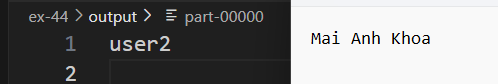 ex-44 > output > part-00000
1 user2
2
Mai Anh Khoa